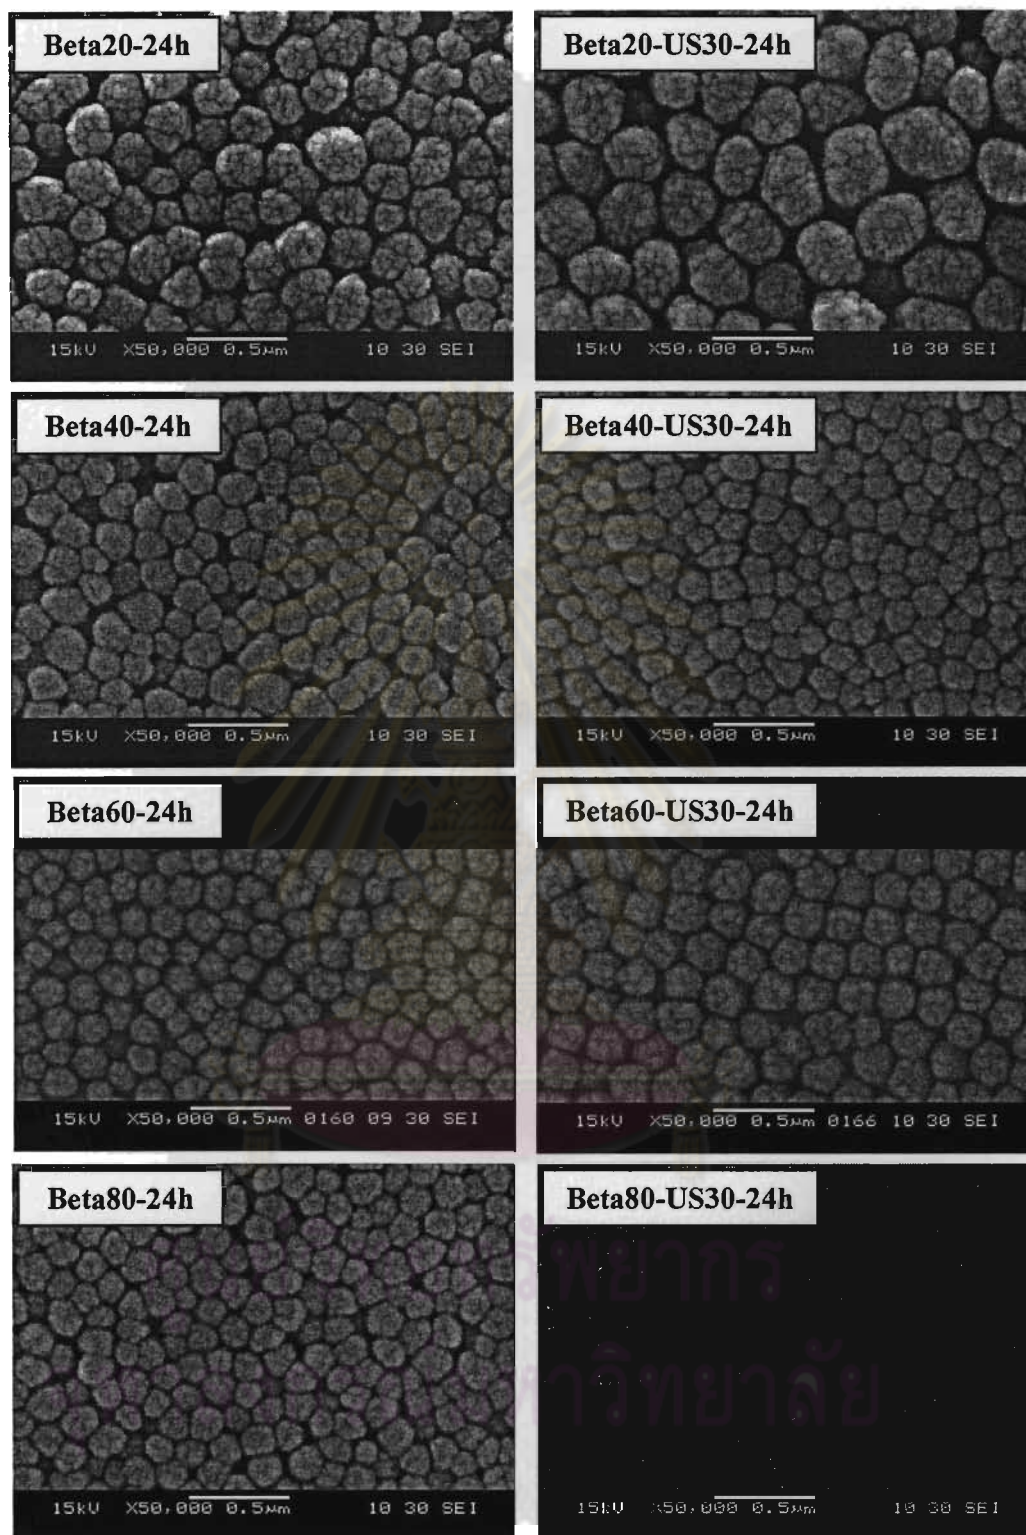 Beta20-24h
Beta20-US30-24h
15kU X50,000 0.5μm 10 30 SEI
15kU X50,000 0.5μm 10 30 SEI
Beta40-24h
Beta40-US30-24h
15kU X50,000 0.5μm 10 30 SEI
15kU X50,000 0.5μm 10 30 SEI
Beta60-24h
Beta60-US30-24h
15kU X50,000 0.5μm 0160 09 30 SEI
15kU X50,000 0.5μm 0166 10 30 SEI
Beta80-24h
Beta80-US30-24h
15kU X50,000 0.5μm 10 30 SEI
15kU X50,000 0.5μm 10 30 SEI